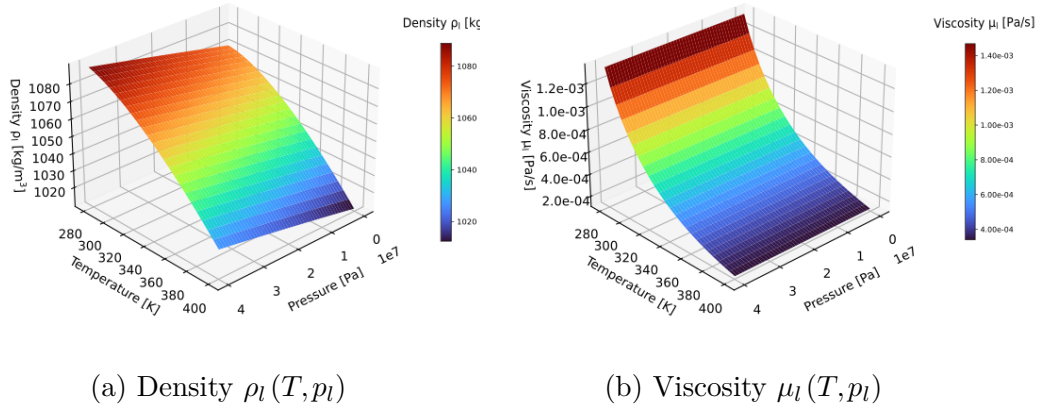 Density ρₗ [kg
1080
1070
1060
1050
1040
1030
1020
Density ρₗ [kg/m³]
280
300
320
340
360
380
400
Temperature [K]
4
3
2
1
0
1e7
Pressure [Pa]
1080
1060
1040
1020
(a) Density ρₗ (T, pₗ)
Viscosity μₗ [Pa/s]
1.2e-03
1.0e-03
8.0e-04
6.0e-04
4.0e-04
2.0e-04
Viscosity μₗ [Pa/s]
280
300
320
340
360
380
400
Temperature [K]
4
3
2
1
0
1e7
Pressure [Pa]
1.40e-03
1.20e-03
1.00e-03
8.00e-04
6.00e-04
4.00e-04
(b) Viscosity μₗ (T, pₗ)